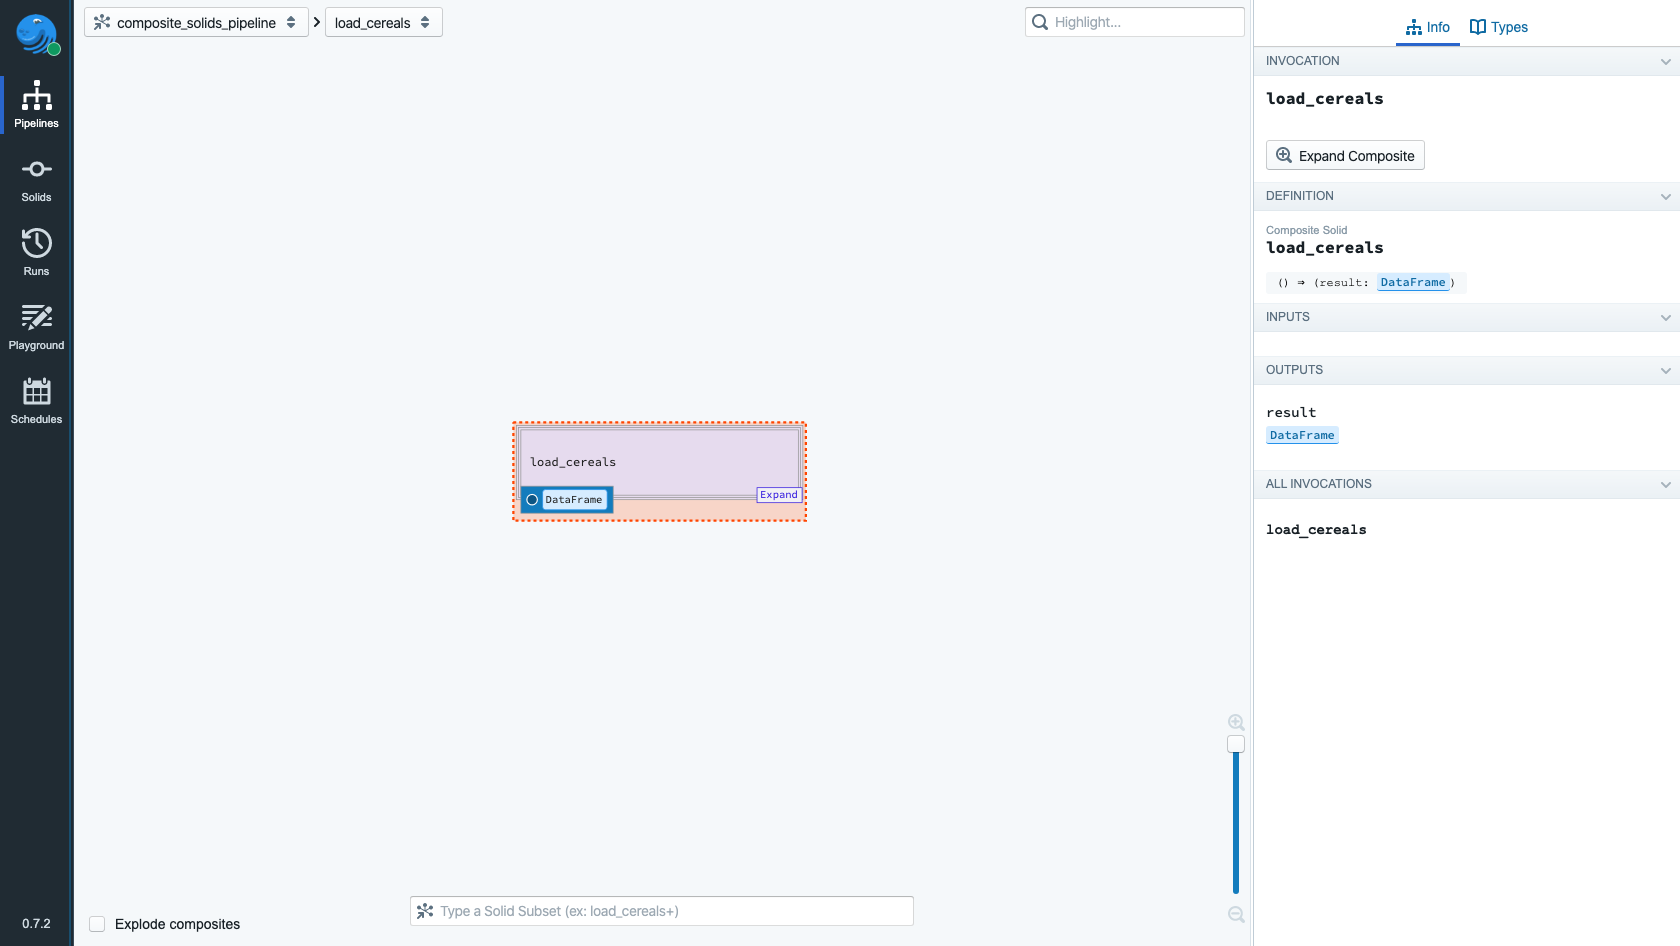 composite_solids_pipeline
load_cereals
Highlight...
Info
Types
Pipelines
Solids
Runs
Playground
Schedules
0.7.2
load_cereals
DataFrame
Expand
Explode composites
Type a Solid Subset (ex: load_cereals+)
INVOCATION
load_cereals
Expand Composite
DEFINITION
Composite Solid
load_cereals
() ⇒ (result: DataFrame)
INPUTS
OUTPUTS
result
DataFrame
ALL INVOCATIONS
load_cereals